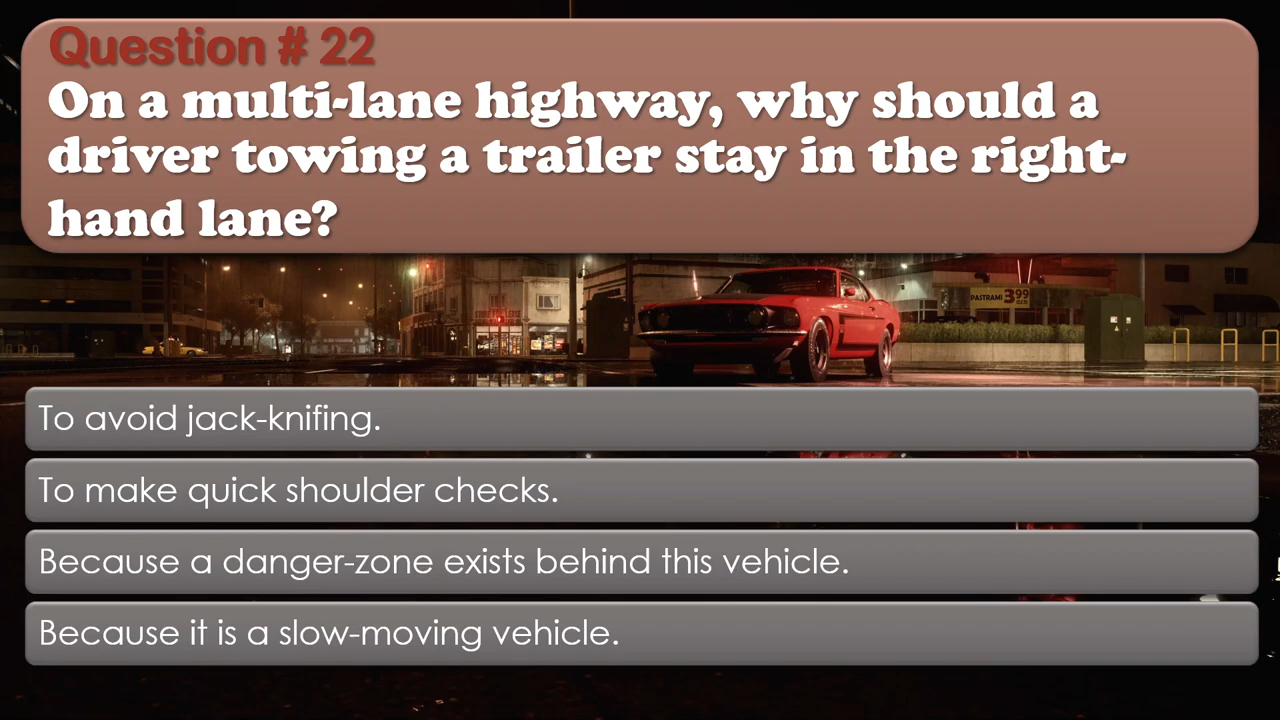 Question # 22
On a multi-lane highway, why should a
driver towing a trailer stay in the right-
hand lane?
PASTRAMI 3.99
To avoid jack-knifing.
To make quick shoulder checks.
Because a danger-zone exists behind this vehicle.
Because it is a slow-moving vehicle.